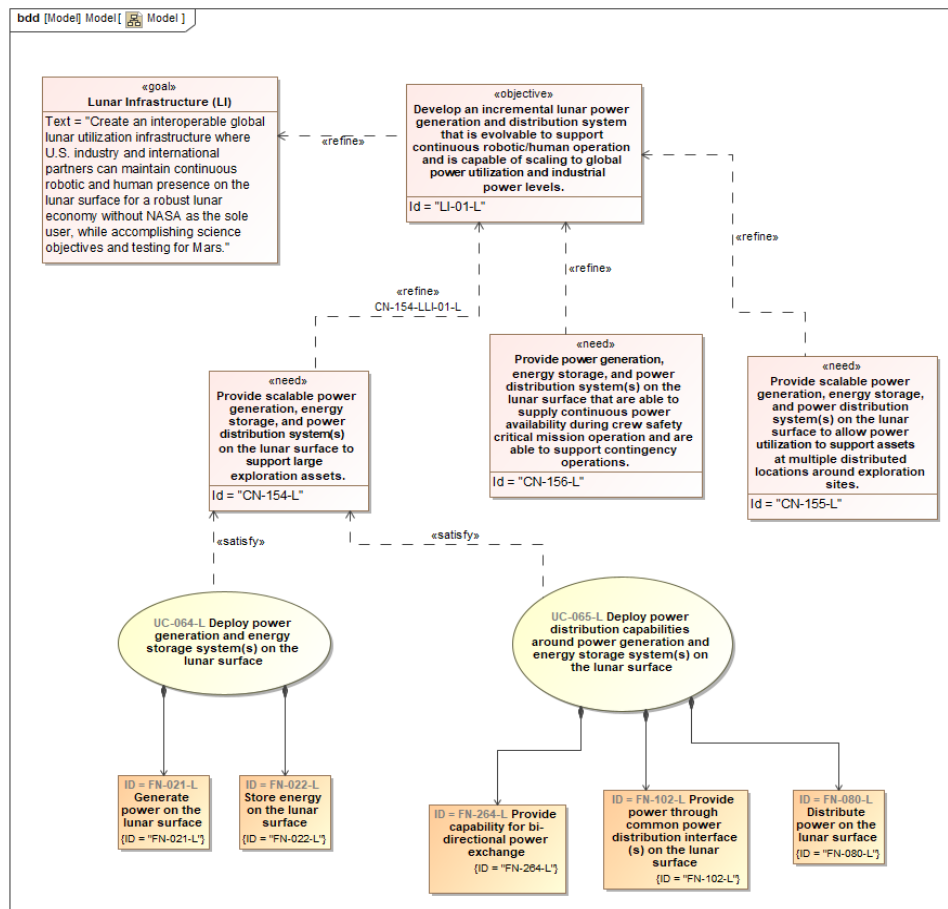 bdd [Model] Model [ Model ]
«goal»
Lunar Infrastructure (LI)
Text = "Create an interoperable global
lunar utilization infrastructure where
U.S. industry and international
partners can maintain continuous
robotic and human presence on the
lunar surface for a robust lunar
economy without NASA as the sole
user, while accomplishing science
objectives and testing for Mars."
«refine»
«objective»
Develop an incremental lunar power
generation and distribution system
that is evolvable to support
continuous robotic/human operation
and is capable of scaling to global
power utilization and industrial
power levels.
Id = "LI-01-L"
«refine»
CN-154-LLI-01-L
«refine»
«refine»
«need»
Provide scalable power
generation, energy
storage, and power
distribution system(s)
on the lunar surface to
support large
exploration assets.
Id = "CN-154-L"
«need»
Provide power generation,
energy storage, and power
distribution system(s) on the
lunar surface that are able to
supply continuous power
availability during crew safety
critical mission operation and are
able to support contingency
operations.
Id = "CN-156-L"
«need»
Provide scalable power
generation, energy storage,
and power distribution
system(s) on the lunar
surface to allow power
utilization to support assets
at multiple distributed
locations around exploration
sites.
Id = "CN-155-L"
«satisfy»
«satisfy»
UC-064-L Deploy power
generation and energy
storage system(s) on the
lunar surface
UC-065-L Deploy power
distribution capabilities
around power generation and
energy storage system(s) on
the lunar surface
ID = FN-021-L
Generate
power on the
lunar surface
{ID = "FN-021-L"}
ID = FN-022-L
Store energy
on the lunar
surface
{ID = "FN-022-L"}
ID = FN-264-L Provide
capability for bi-
directional power
exchange
{ID = "FN-264-L"}
ID = FN-102-L Provide
power through
common power
distribution interface
(s) on the lunar
surface
{ID = "FN-102-L"}
ID = FN-080-L
Distribute
power on the
lunar surface
{ID = "FN-080-L"}